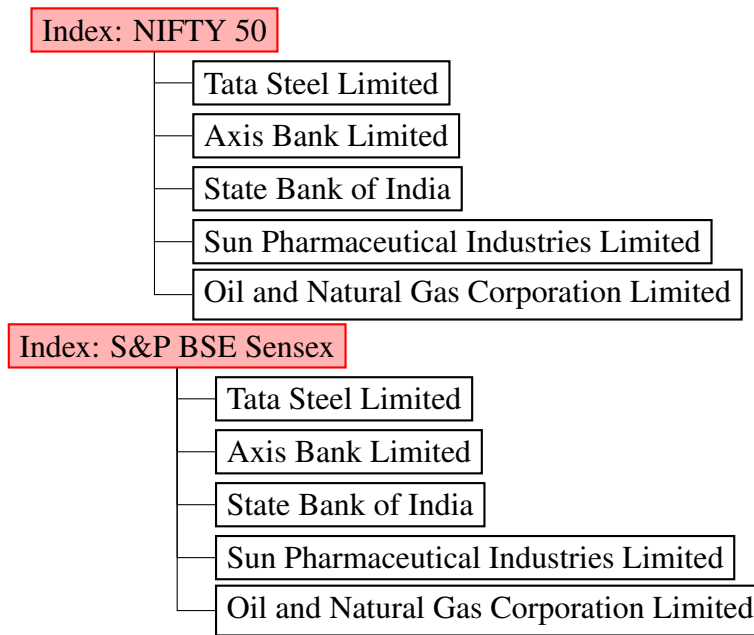 Index: NIFTY 50
Tata Steel Limited
Axis Bank Limited
State Bank of India
Sun Pharmaceutical Industries Limited
Oil and Natural Gas Corporation Limited
Index: S&P BSE Sensex
Tata Steel Limited
Axis Bank Limited
State Bank of India
Sun Pharmaceutical Industries Limited
Oil and Natural Gas Corporation Limited